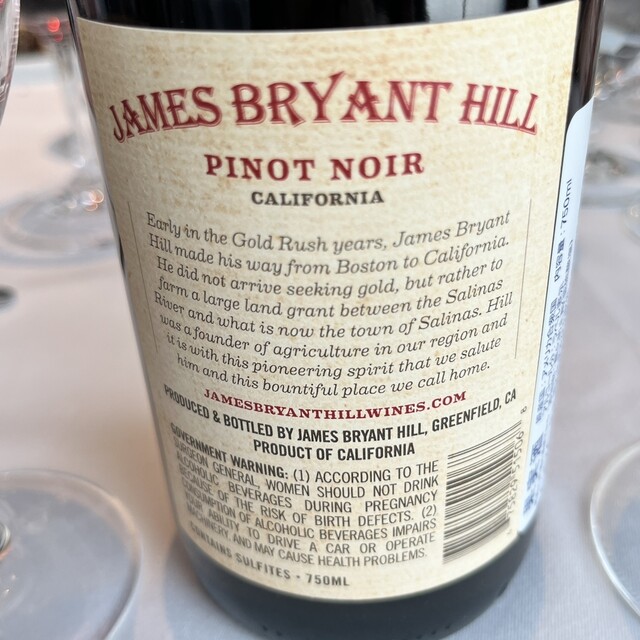 JAMES BRYANT HILL
PINOT NOIR
CALIFORNIA
Early in the Gold Rush years, James Bryant
Hill made his way from Boston to California.
He did not arrive seeking gold, but rather to
farm a large land grant between the Salinas
River and what is now the town of Salinas. Hill
was a founder of agriculture in our region and
it is with this pioneering spirit that we salute
him and this bountiful place we call home.
JAMESBRYANTHILLWINES.COM
PRODUCED & BOTTLED BY JAMES BRYANT HILL, GREENFIELD, CA
PRODUCT OF CALIFORNIA
GOVERNMENT WARNING: (1) ACCORDING TO THE
SURGEON GENERAL, WOMEN SHOULD NOT DRINK
ALCOHOLIC BEVERAGES DURING PREGNANCY
BECAUSE OF THE RISK OF BIRTH DEFECTS. (2)
CONSUMPTION OF ALCOHOLIC BEVERAGES IMPAIRS
YOUR ABILITY TO DRIVE A CAR OR OPERATE
MACHINERY, AND MAY CAUSE HEALTH PROBLEMS.
CONTAINS SULFITES • 750ML
内容量：750ml